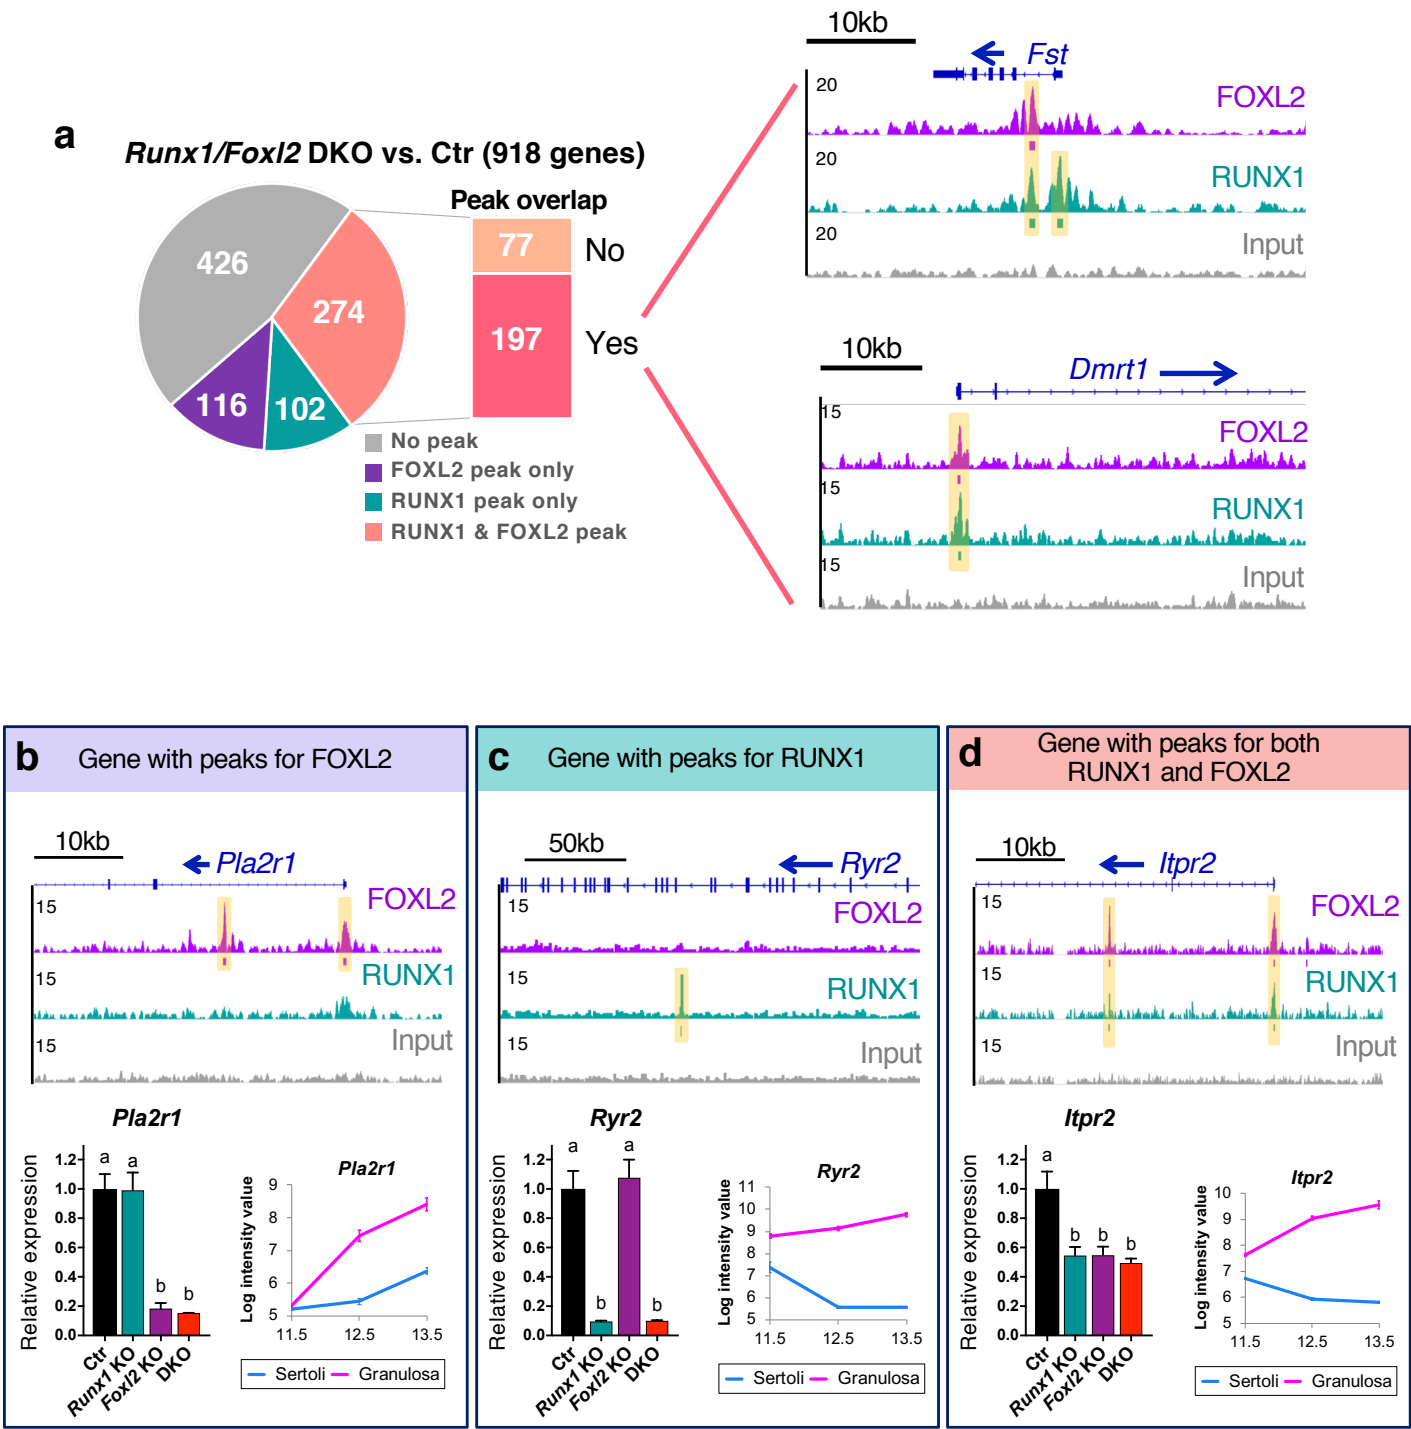 a
Runx1/Foxl2 DKO vs. Ctr (918 genes)
426
274
116
102
Peak overlap
77
No
197
Yes
No peak
FOXL2 peak only
RUNX1 peak only
RUNX1 & FOXL2 peak
10kb
Fst
20
FOXL2
20
RUNX1
20
Input
10kb
Dmrt1
15
FOXL2
15
RUNX1
15
Input
b
Gene with peaks for FOXL2
10kb
Pla2r1
15
FOXL2
15
RUNX1
15
Input
Pla2r1
Relative expression
1.2
1.0
0.8
0.6
0.4
0.2
0.0
a
a
b
b
Ctr
Runx1 KO
Foxl2 KO
DKO
Pla2r1
Log intensity value
9
8
7
6
5
11.5
12.5
13.5
Sertoli
Granulosa
c
Gene with peaks for RUNX1
50kb
Ryr2
15
FOXL2
15
RUNX1
15
Input
Ryr2
Relative expression
1.2
1.0
0.8
0.6
0.4
0.2
0.0
a
b
a
b
Ctr
Runx1 KO
Foxl2 KO
DKO
Ryr2
Log intensity value
11
10
9
8
7
6
5
11.5
12.5
13.5
Sertoli
Granulosa
d
Gene with peaks for both
RUNX1 and FOXL2
10kb
Itpr2
15
FOXL2
15
RUNX1
15
Input
Itpr2
Relative expression
1.2
1.0
0.8
0.6
0.4
0.2
0.0
a
b
b
b
Ctr
Runx1 KO
Foxl2 KO
DKO
Itpr2
Log intensity value
10
9
8
7
6
5
11.5
12.5
13.5
Sertoli
Granulosa